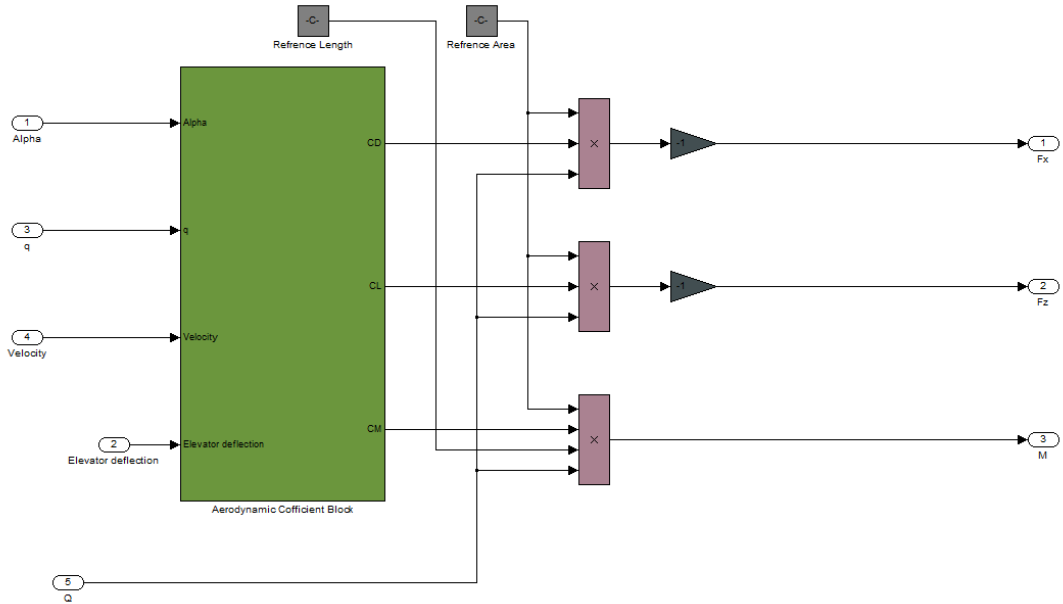 -C-
-C-
Refrence Length
Refrence Area
1
Alpha
Alpha
CD
×
-1
1
Fx
3
q
q
CL
×
-1
2
Fz
4
Velocity
Velocity
CM
×
3
M
2
Elevator deflection
Elevator deflection
Aerodynamic Cofficient Block
5
Q